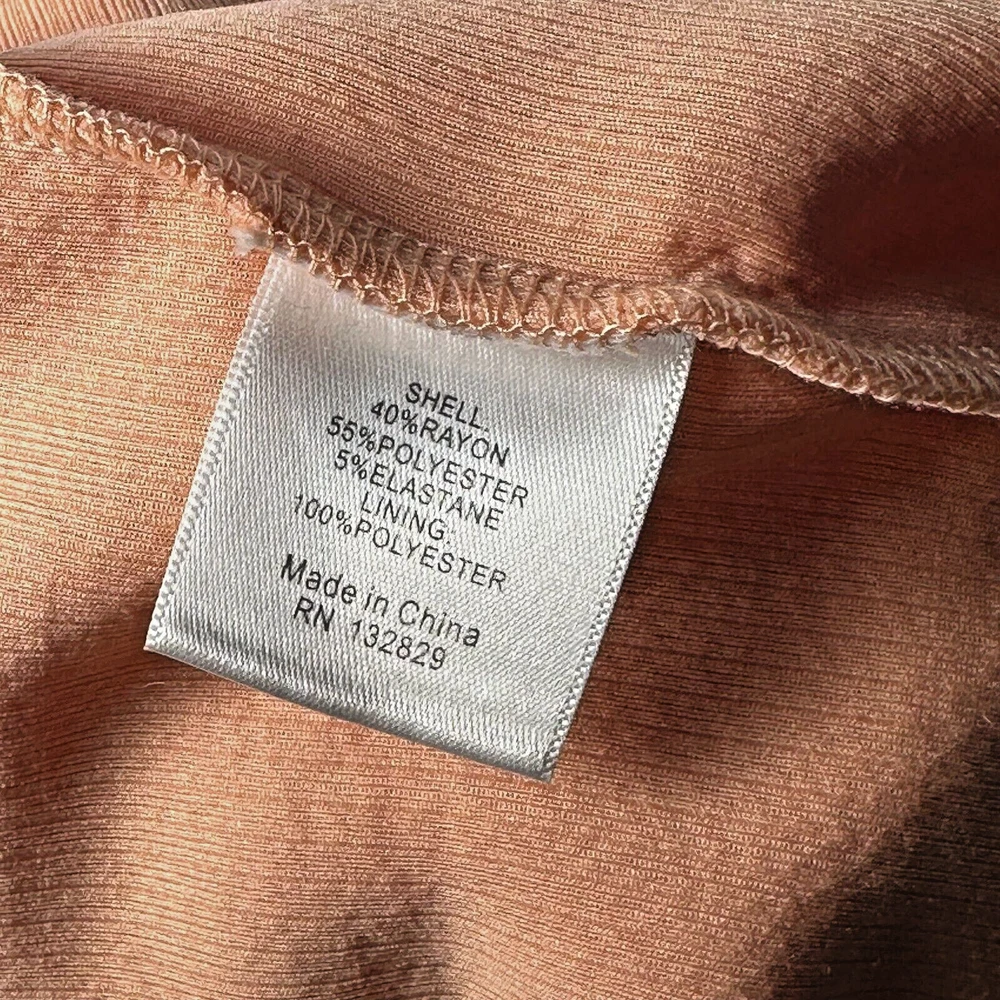 SHELL.
40%RAYON
55%POLYESTER
5%ELASTANE
LINING.
100%POLYESTER
Made in China
RN 132829